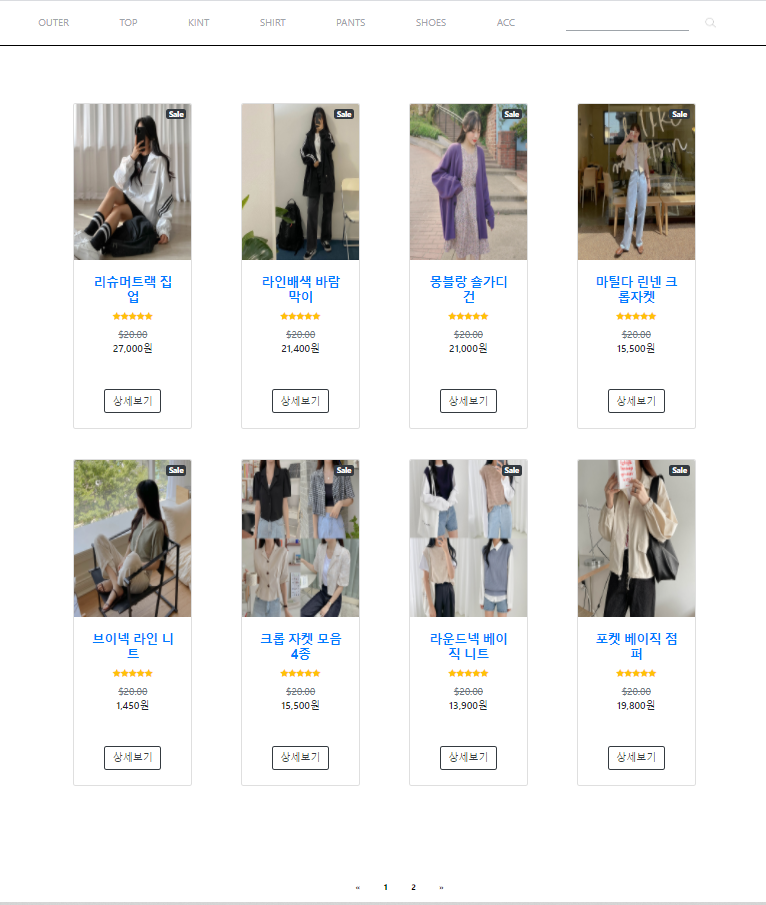 OUTER TOP KINT SHIRT PANTS SHOES ACC
Sale Sale Sale Sale
리슈머트랙 집
업
라인배색 바람
막이
몽블랑 숄가디
건
마틸다 린넨 크
롭자켓
$20.00 $20.00 $20.00 $20.00
27,000원 21,400원 21,000원 15,500원
상세보기 상세보기 상세보기 상세보기
Sale Sale Sale Sale
브이넥 라인 니
트
크롭 자켓 모음
4종
라운드넥 베이
직 니트
포켓 베이직 점
퍼
$20.00 $20.00 $20.00 $20.00
1,450원 15,500원 13,900원 19,800원
상세보기 상세보기 상세보기 상세보기
« 1 2 »